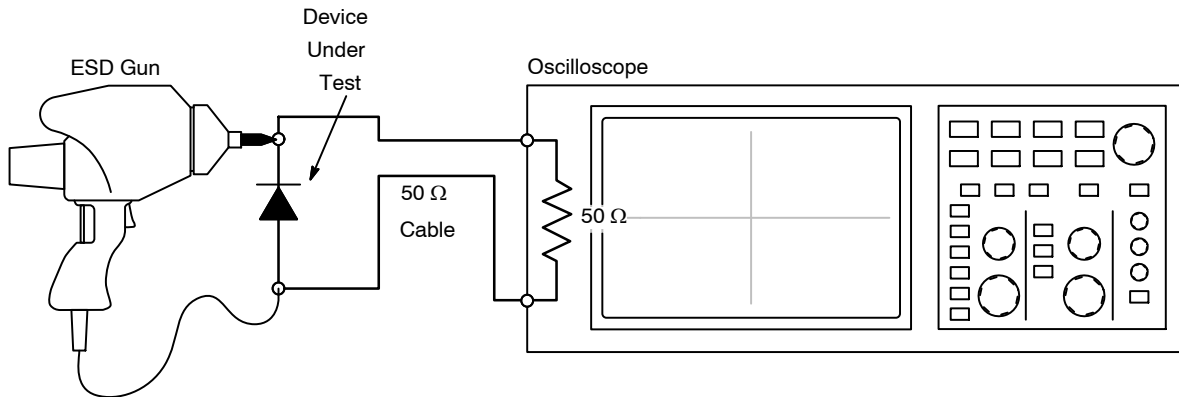 Device
Under
Test
ESD Gun
Oscilloscope
50 Ω
Cable
50 Ω